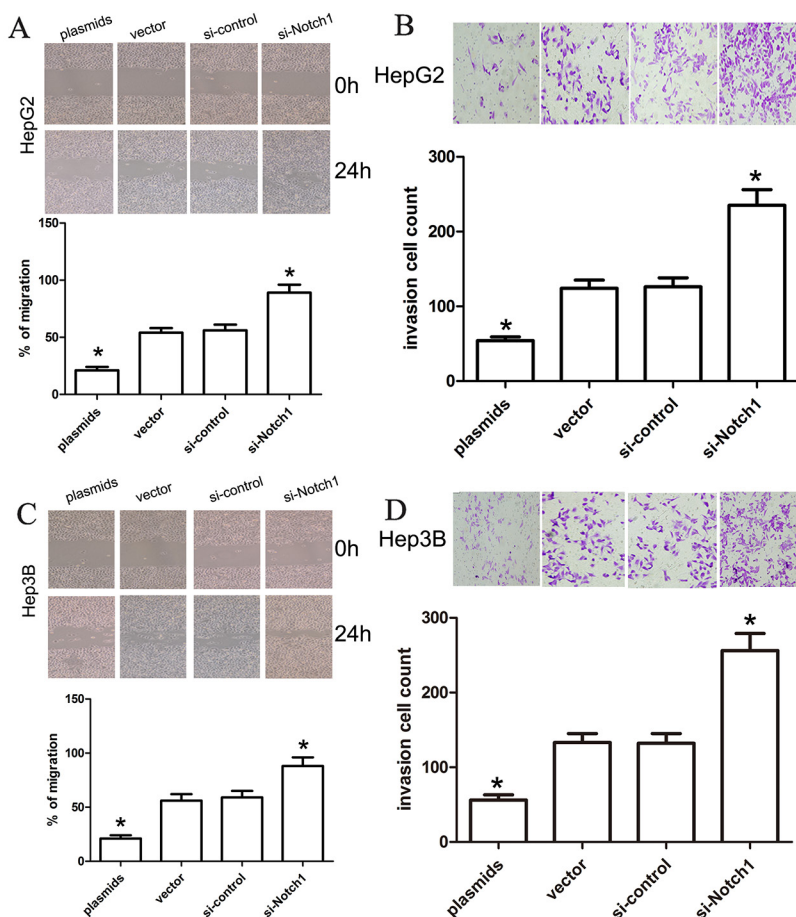 A
plasmids
vector
si-control
si-Notch1
HepG2
0h
24h
% of migration
150
100
50
0
*
*
plasmids
vector
si-control
si-Notch1
B
HepG2
invasion cell count
300
200
100
0
*
*
plasmids
vector
si-control
si-Notch1
C
plasmids
vector
si-control
si-Notch1
Hep3B
0h
24h
% of migration
150
100
50
0
*
*
plasmids
vector
si-control
si-Notch1
D
Hep3B
invasion cell count
300
200
100
0
*
*
plasmids
vector
si-control
si-Notch1